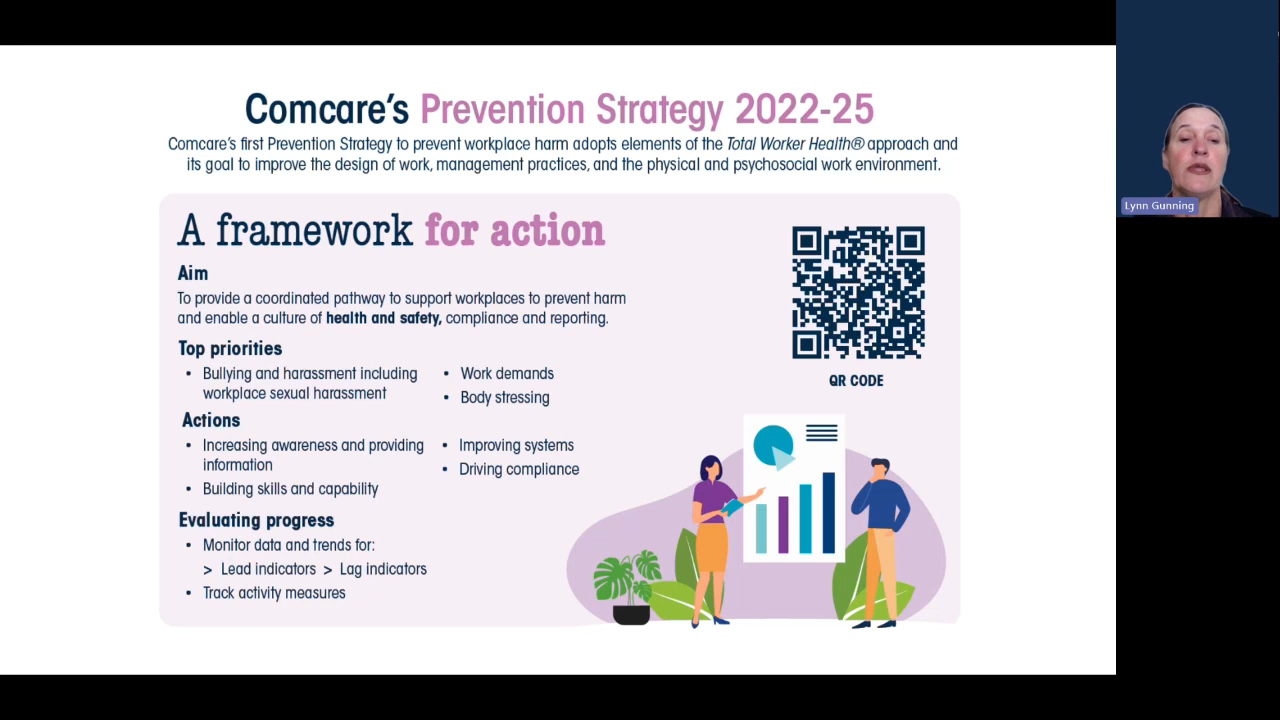 Comcare's Prevention Strategy 2022-25
Comcare's first Prevention Strategy to prevent workplace harm adopts elements of the Total Worker Health® approach and
its goal to improve the design of work, management practices, and the physical and psychosocial work environment.
A framework for action
Aim
To provide a coordinated pathway to support workplaces to prevent harm
and enable a culture of health and safety, compliance and reporting.
Top priorities
• Bullying and harassment including
workplace sexual harassment
• Work demands
• Body stressing
Actions
• Increasing awareness and providing
information
• Building skills and capability
• Improving systems
• Driving compliance
Evaluating progress
• Monitor data and trends for:
> Lead indicators > Lag indicators
• Track activity measures
QR CODE
Lynn Gunning